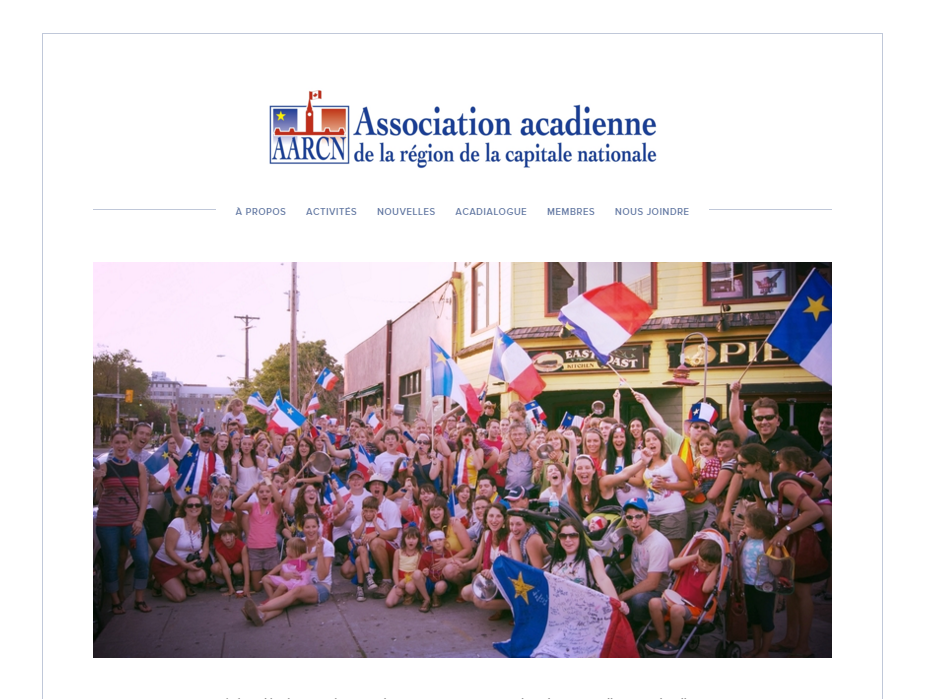 AARCN
Association acadienne
de la région de la capitale nationale
À PROPOS ACTIVITÉS NOUVELLES ACADIALOGUE MEMBRES NOUS JOINDRE
EAST COAST
KITCHEN
PIE